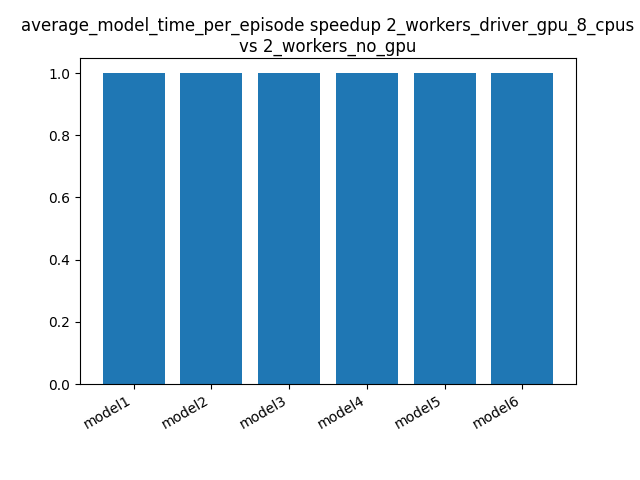 average_model_time_per_episode speedup 2_workers_driver_gpu_8_cpus
vs 2_workers_no_gpu
1.0
0.8
0.6
0.4
0.2
0.0
model1
model2
model3
model4
model5
model6